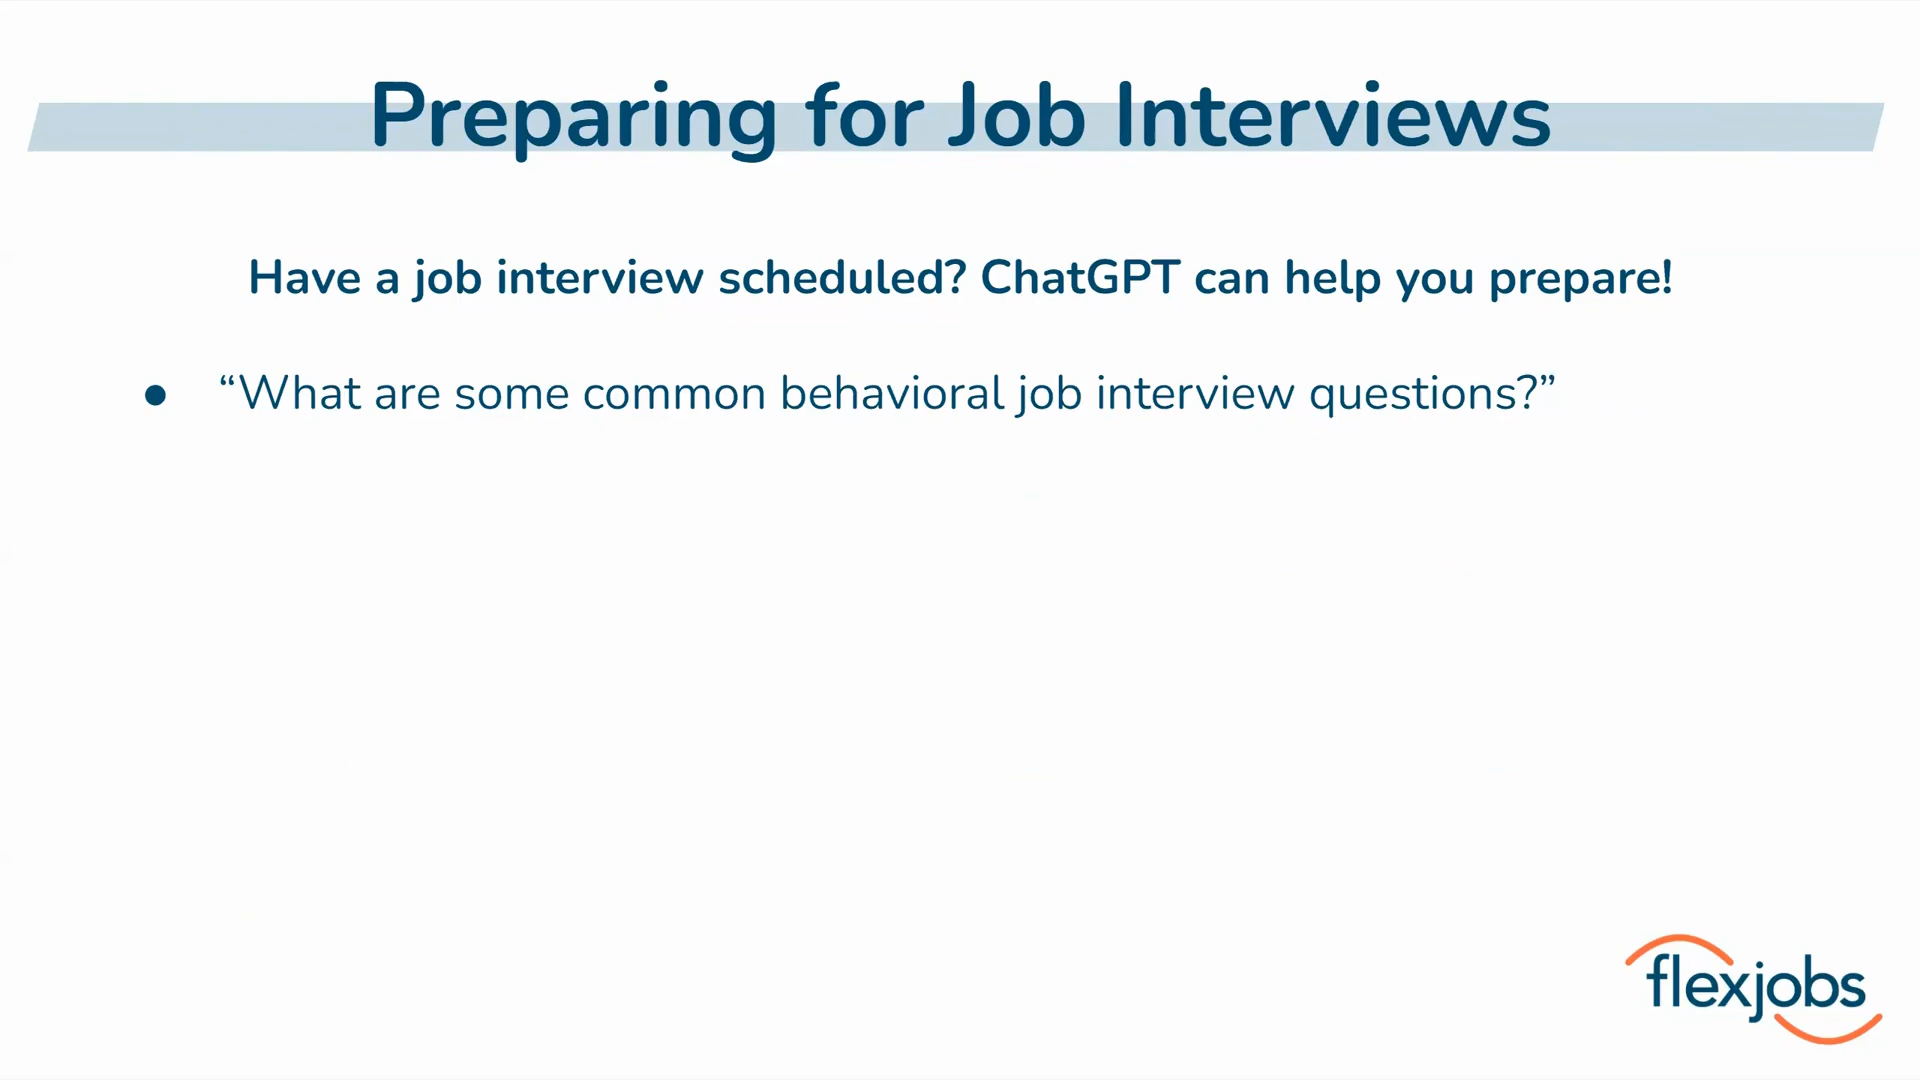 Preparing for Job Interviews
Have a job interview scheduled? ChatGPT can help you prepare!
● “What are some common behavioral job interview questions?”
flexjobs